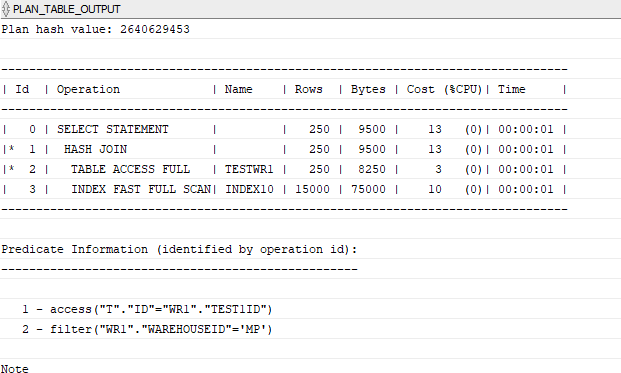 PLAN_TABLE_OUTPUT
Plan hash value: 2640629453
---------------------------------------------------------------------------------
| Id  | Operation             | Name    | Rows  | Bytes | Cost (%CPU)| Time     |
---------------------------------------------------------------------------------
|   0 | SELECT STATEMENT      |         |   250 |  9500 |    13   (0)| 00:00:01 |
|*  1 |  HASH JOIN            |         |   250 |  9500 |    13   (0)| 00:00:01 |
|*  2 |   TABLE ACCESS FULL   | TESTWR1 |   250 |  8250 |     3   (0)| 00:00:01 |
|   3 |   INDEX FAST FULL SCAN| INDEX10 | 15000 | 75000 |    10   (0)| 00:00:01 |
---------------------------------------------------------------------------------
Predicate Information (identified by operation id):
---------------------------------------------------
1 - access("T"."ID"="WR1"."TEST1ID")
2 - filter("WR1"."WAREHOUSEID"='MP')
Note